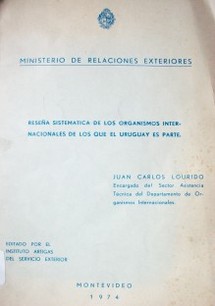 MINISTERIO DE RELACIONES EXTERIORES
RESEÑA SISTEMATICA DE LOS ORGANISMOS INTER-
NACIONALES DE LOS QUE EL URUGUAY ES PARTE.
JUAN CARLOS LOURIDO
Encargado del Sector Asistencia
Técnica del Departamento de Or-
ganismos Internacionales.
EDITADO POR EL
INSTITUTO ARTIGAS
DEL SERVICIO EXTERIOR
MONTEVIDEO
1974